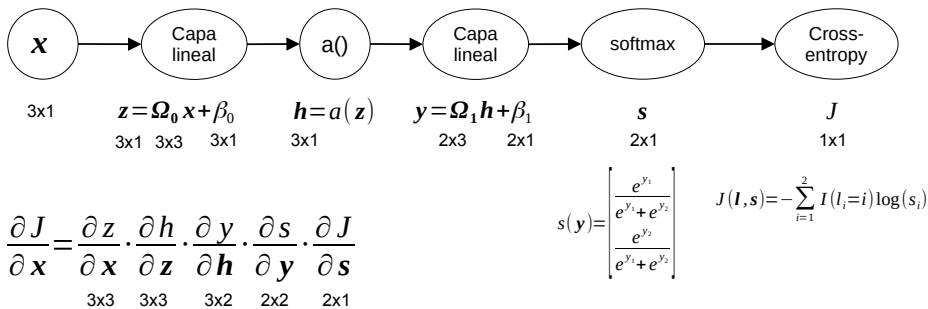 x Capa lineal a() Capa lineal softmax Cross-entropy
3x1 z=Ω₀x+β₀ h=a(z) y=Ω₁h+β₁ s J
3x1 3x3 3x1 3x1 2x3 2x1 2x1 1x1
s(y)=[e^{y₁}/(e^{y₁}+e^{y₂}) e^{y₂}/(e^{y₁}+e^{y₂})] J(l,s)=−∑_{i=1}^{2} I(l_i=i)log(s_i)
∂J/∂x=∂z/∂x·∂h/∂z·∂y/∂h·∂s/∂y·∂J/∂s
3x3 3x3 3x2 2x2 2x1